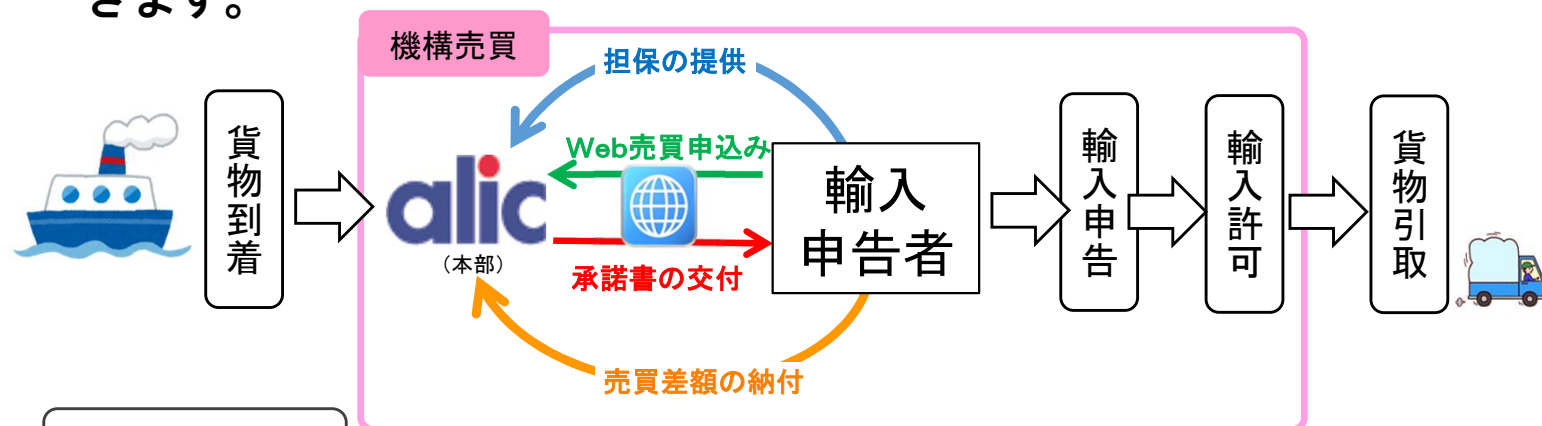 きます。
機構売買
担保の提供
貨物到着
alic
（本部）
Web売買申込み
承諾書の交付
売買差額の納付
輸入
申告者
輸入申告
輸入許可
貨物引取